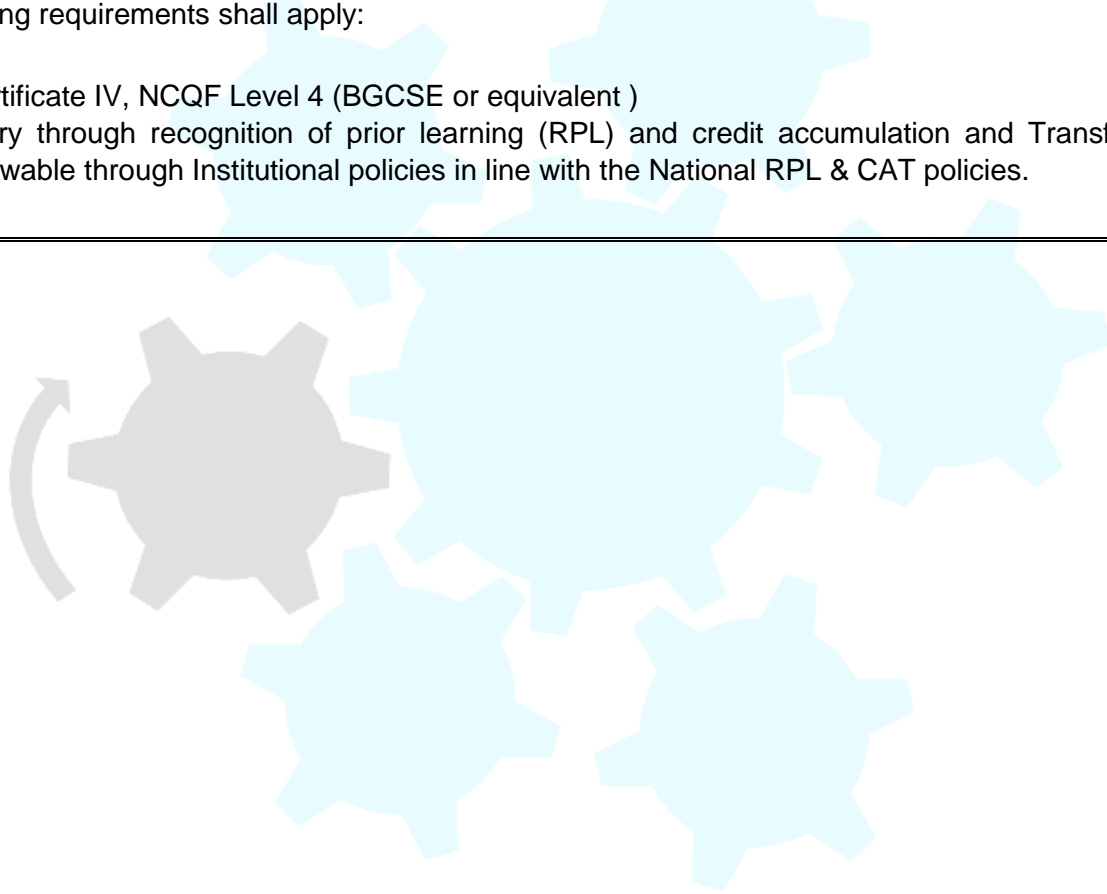 ng requirements shall apply:
rtificate IV, NCQF Level 4 (BGCSE or equivalent )
ry through recognition of prior learning (RPL) and credit accumulation and Transf
wable through Institutional policies in line with the National RPL & CAT policies.